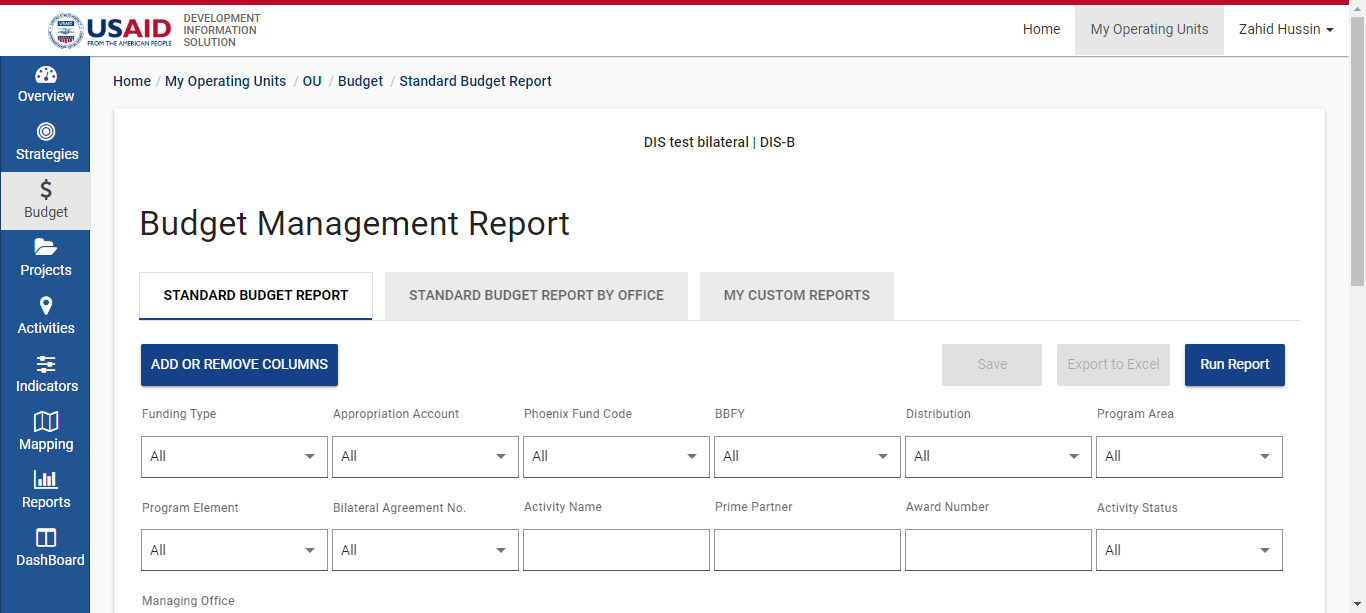 USAID
FROM THE AMERICAN PEOPLE
DEVELOPMENT
INFORMATION
SOLUTION
Home My Operating Units Zahid Hussin
Overview
Strategies
Budget
Projects
Activities
Indicators
Mapping
Reports
DashBoard
Home / My Operating Units / OU / Budget / Standard Budget Report
DIS test bilateral | DIS-B
Budget Management Report
STANDARD BUDGET REPORT STANDARD BUDGET REPORT BY OFFICE MY CUSTOM REPORTS
ADD OR REMOVE COLUMNS Save Export to Excel Run Report
Funding Type Appropriation Account Phoenix Fund Code BBFY Distribution Program Area
All All All All All All
Program Element Bilateral Agreement No. Activity Name Prime Partner Award Number Activity Status
All All All
Managing Office